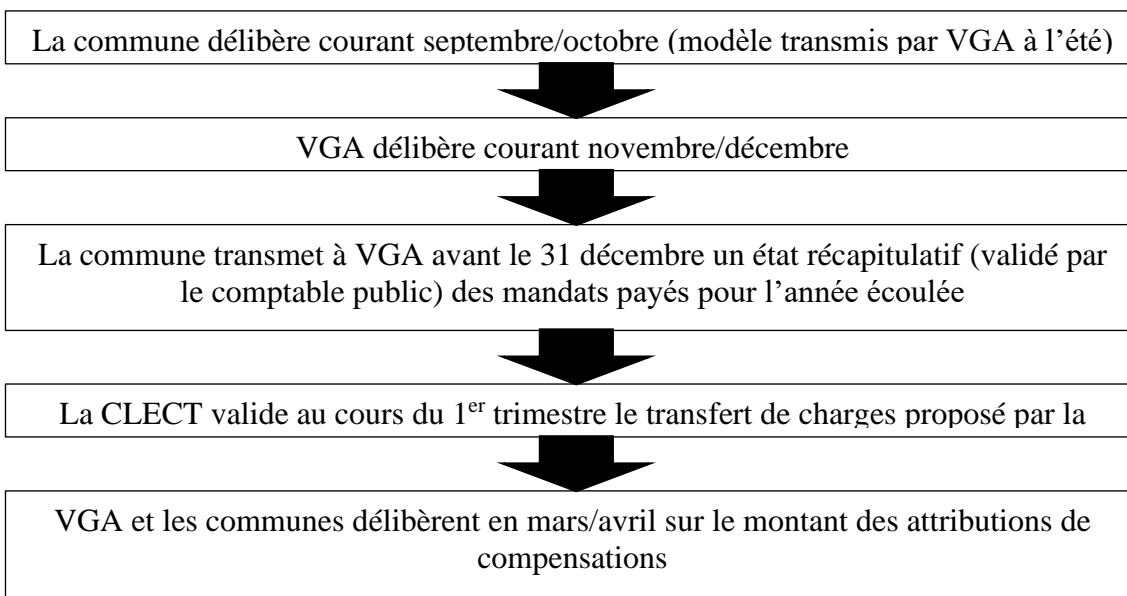 La commune délibère courant septembre/octobre (modèle transmis par VGA à l’été)
VGA délibère courant novembre/décembre
La commune transmet à VGA avant le 31 décembre un état récapitulatif (validé par
le comptable public) des mandats payés pour l’année écoulée
La CLECT valide au cours du 1er trimestre le transfert de charges proposé par la
VGA et les communes délibèrent en mars/avril sur le montant des attributions de
compensations